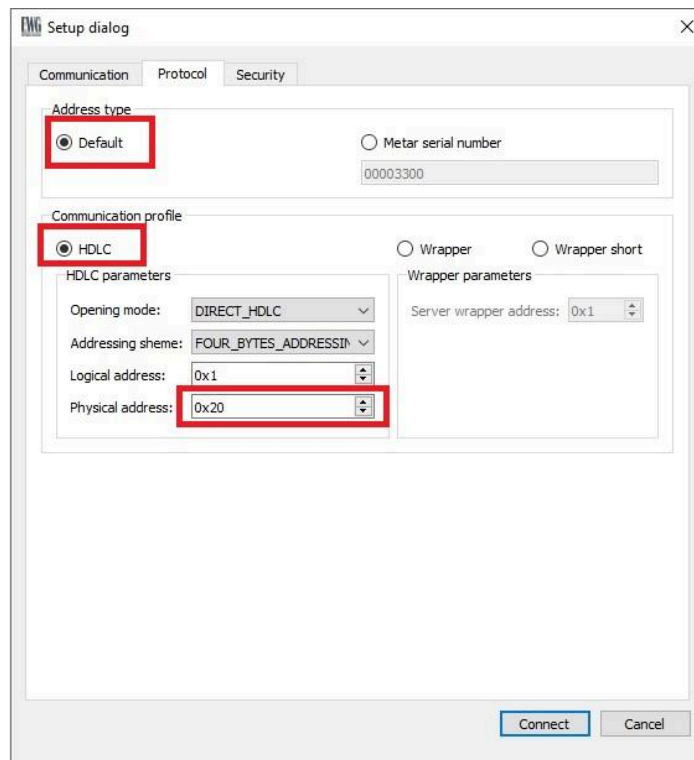 EWG Setup dialog
Communication Protocol Security
Address type
Default Metar serial number
00003300
Communication profile
HDLC Wrapper Wrapper short
HDLC parameters Wrapper parameters
Opening mode: DIRECT_HDLC Server wrapper address: 0x1
Addressing sheme: FOUR_BYTES_ADDRESSIN
Logical address: 0x1
Physical address: 0x20
Connect Cancel